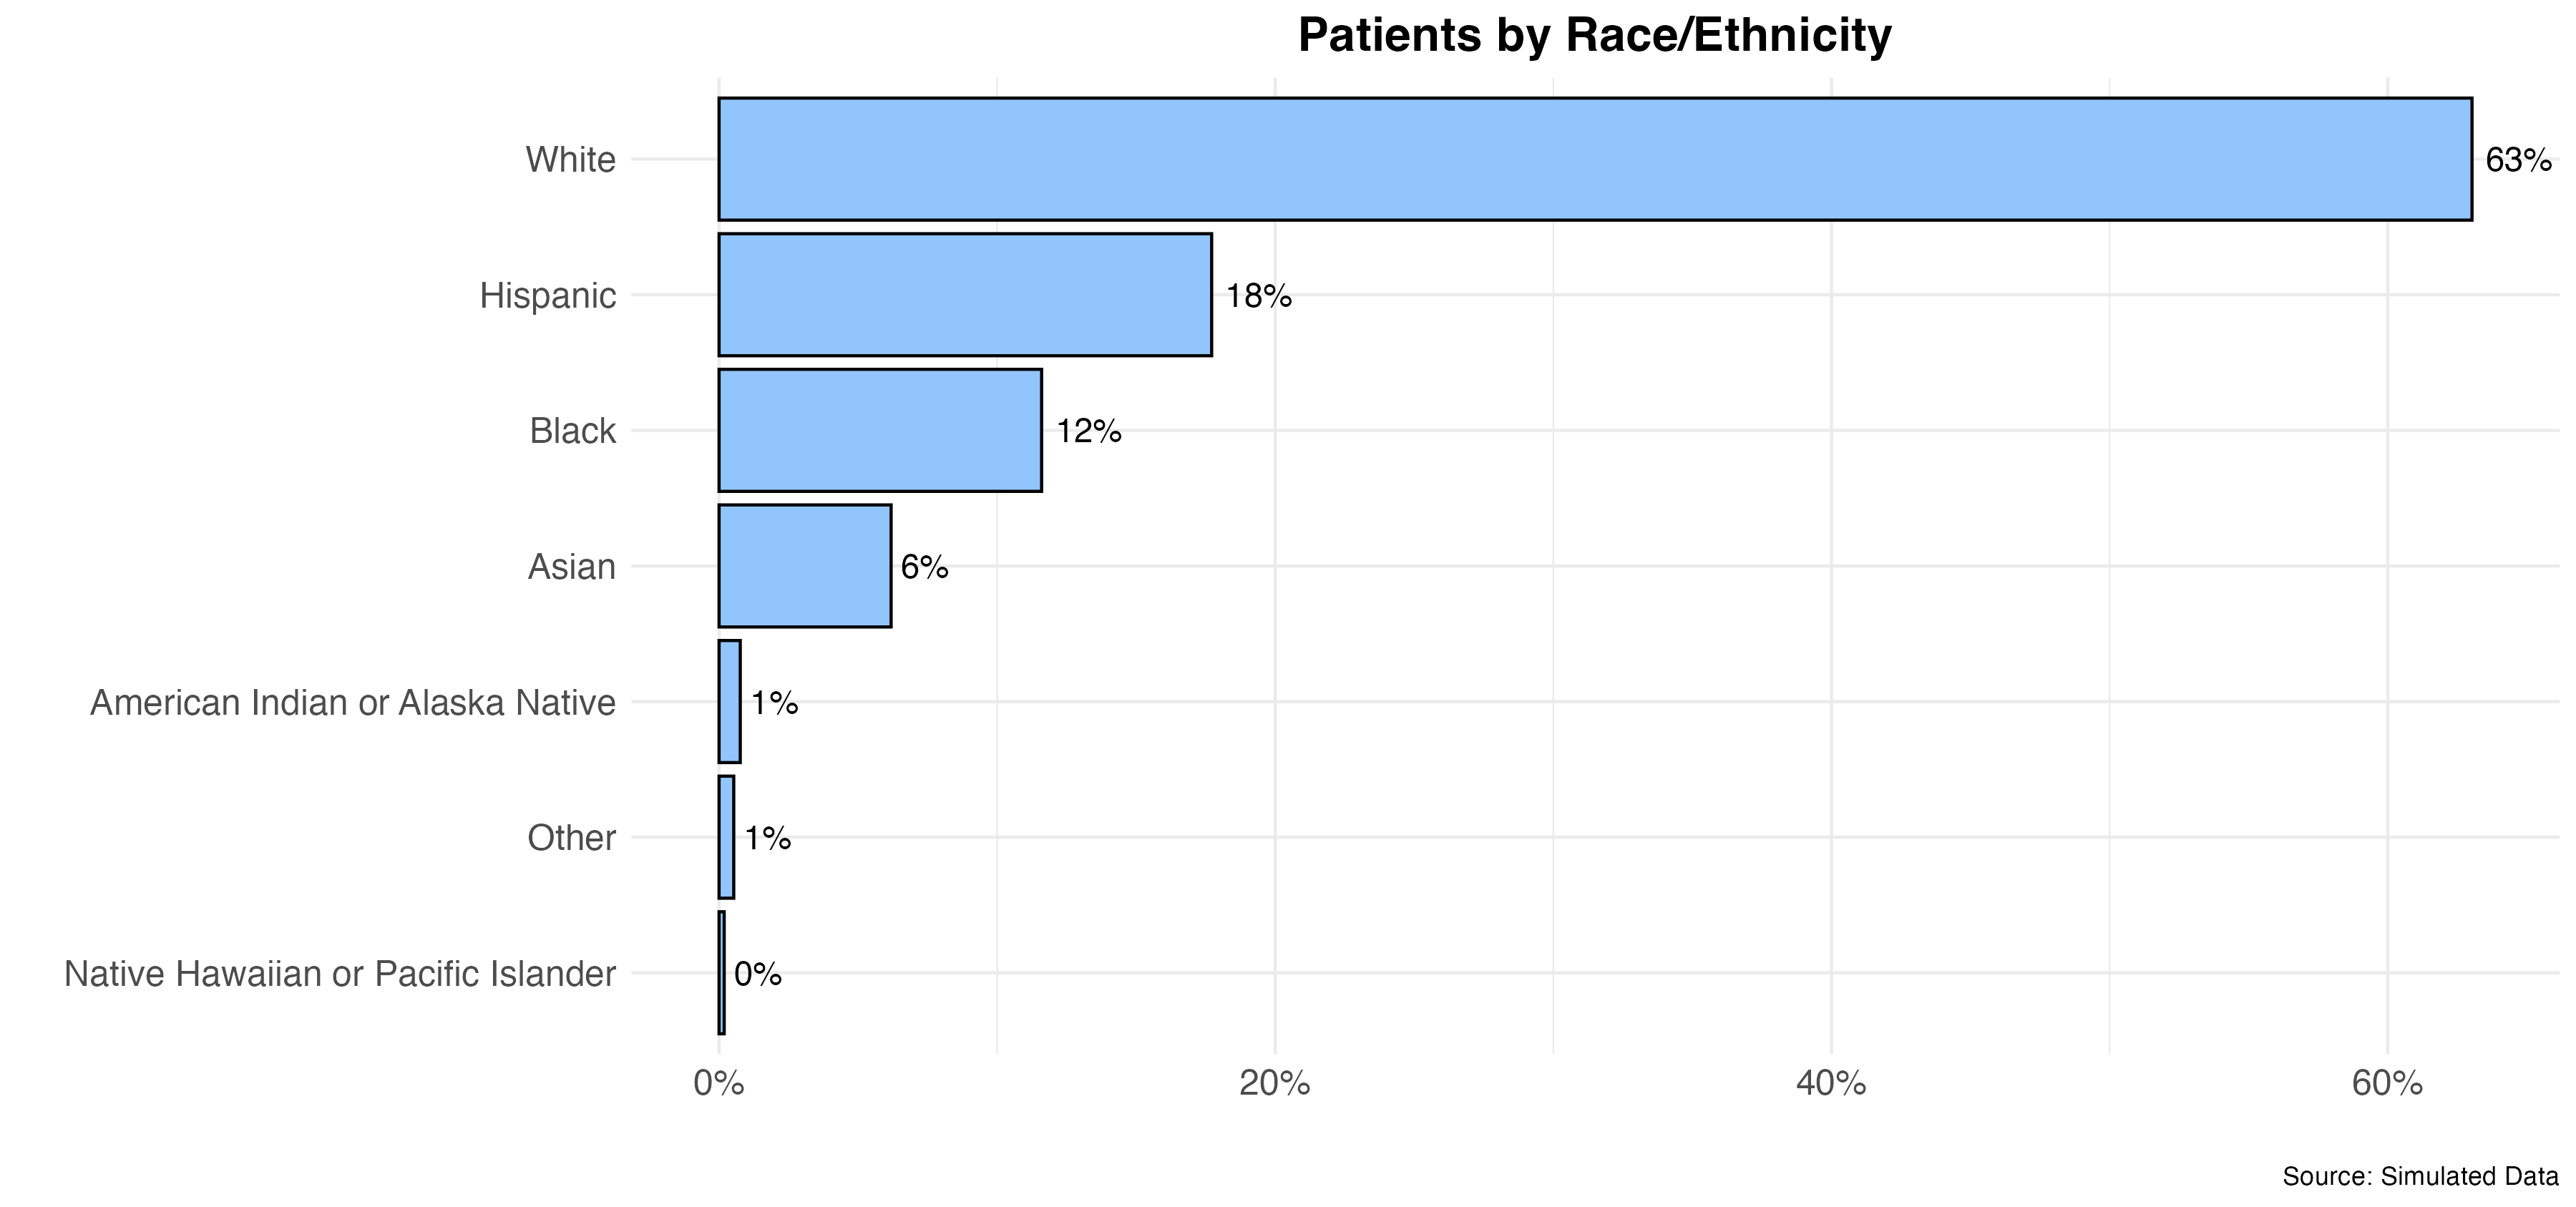 Patients by Race/Ethnicity
White 63%
Hispanic 18%
Black 12%
Asian 6%
American Indian or Alaska Native 1%
Other 1%
Native Hawaiian or Pacific Islander 0%
0% 20% 40% 60%
Source: Simulated Data